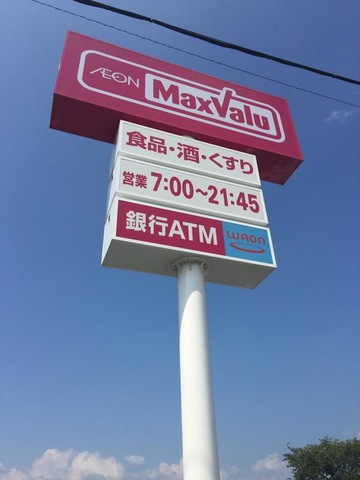 ÆON
MaxValu
食品・酒・くすり
営業 7:00～21:45
銀行ATM
WAON